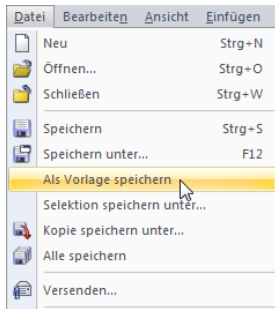 Datei Bearbeiten Ansicht Einfügen
Neu Strg+N
Öffnen... Strg+O
Schließen Strg+W
Speichern Strg+S
Speichern unter... F12
Als Vorlage speichern
Selektion speichern unter...
Kopie speichern unter...
Alle speichern
Versenden...